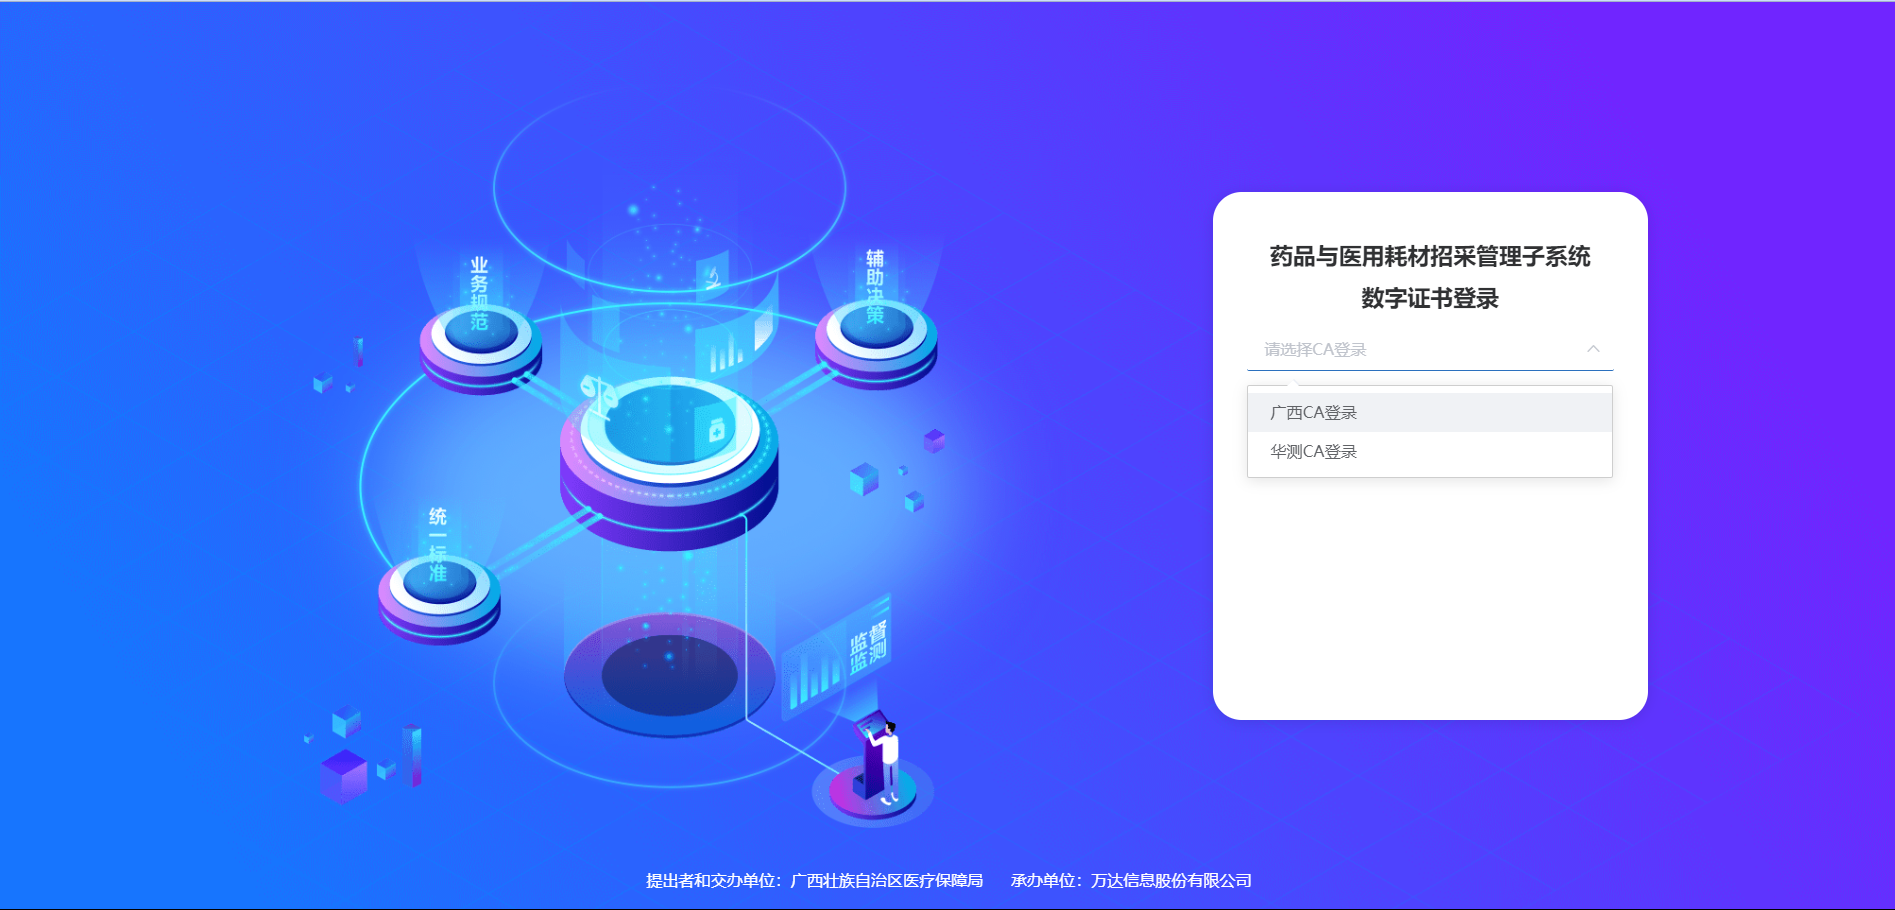 业务规范
辅助决策
统一标准
监督
监测
药品与医用耗材招采管理子系统
数字证书登录
请选择CA登录
广西CA登录
华测CA登录
提出者和交办单位：广西壮族自治区医疗保障局 承办单位：万达信息股份有限公司